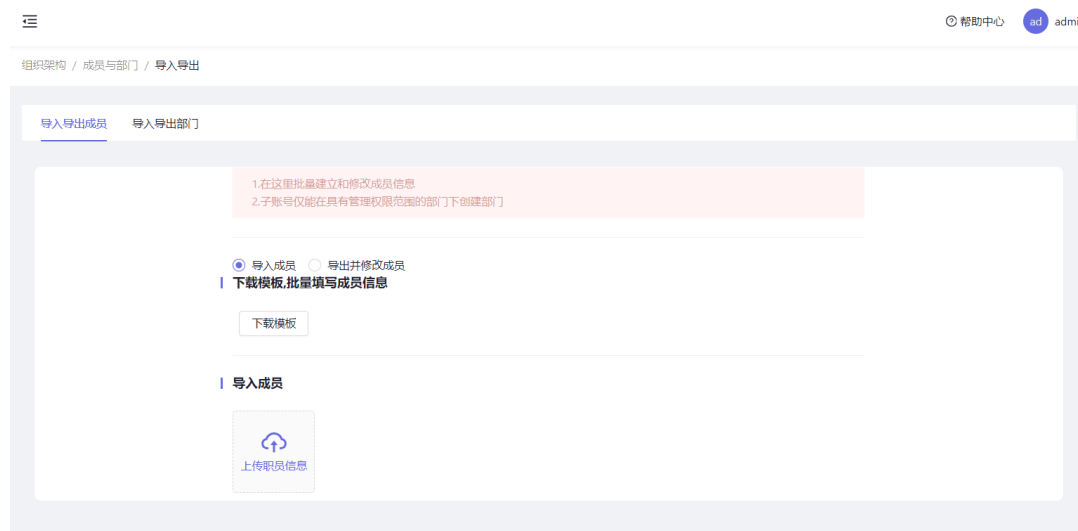 帮助中心
ad
admi
组织架构 / 成员与部门 / 导入导出
导入导出成员
导入导出部门
1.在这里批量建立和修改成员信息
2.子账号仅能在具有管理权限范围的部门下创建部门
导入成员
导出并修改成员
下载模板,批量填写成员信息
下载模板
导入成员
上传职员信息